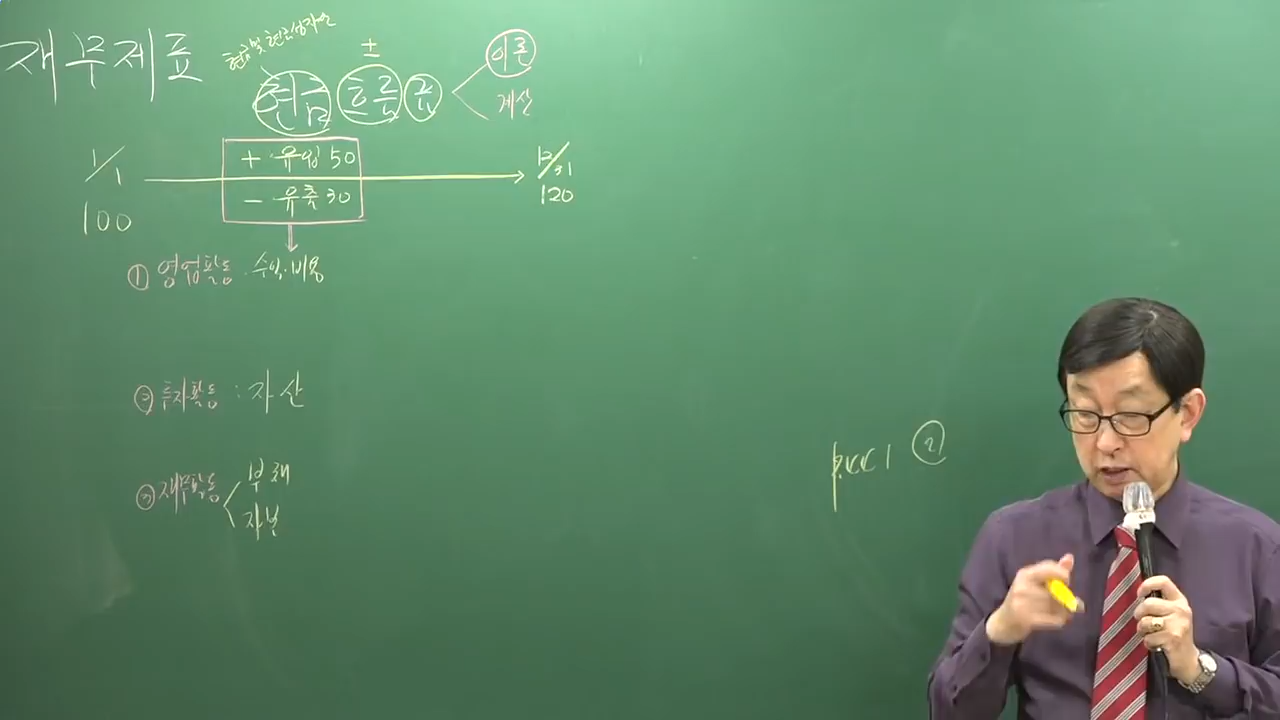 재무제표
현금 및 현금성자산
±
현금 흐름 표
이론
계산
1/1
100
+ 유입 50
- 유출 30
12/31
120
① 영업활동 : 수익·비용
② 투자활동 : 자산
③ 재무활동
부채
자본
②